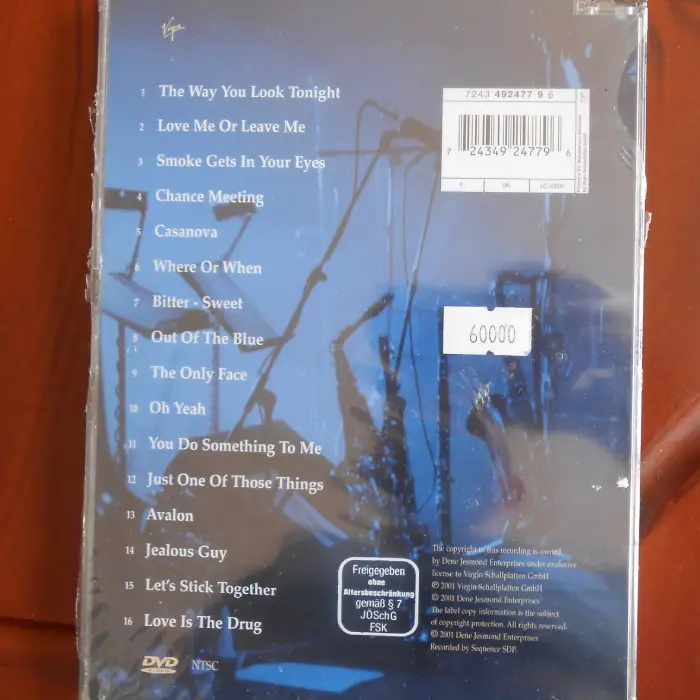 Virgin
1 The Way You Look Tonight
2 Love Me Or Leave Me
3 Smoke Gets In Your Eyes
4 Chance Meeting
5 Casanova
6 Where Or When
7 Bitter - Sweet
8 Out Of The Blue
9 The Only Face
10 Oh Yeah
11 You Do Something To Me
12 Just One Of Those Things
13 Avalon
14 Jealous Guy
15 Let's Stick Together
16 Love Is The Drug
DVD
NTSC
7243 492477 9 6
7 24349 24779 6
60000
Freigegeben
ohne
Altersbeschränkung
gemäß § 7
JÖSchG
FSK
The copyright in this recording is owned
by Dene Jesmond Enterprises under exclusive
license to Virgin Schallplatten GmbH
℗ 2001 Virgin Schallplatten GmbH
© 2001 Dene Jesmond Enterprises
The label copy information is the subject
of copyright protection. All rights reserved.
© 2001 Dene Jesmond Enterprises
Recorded by Sequence SDP.